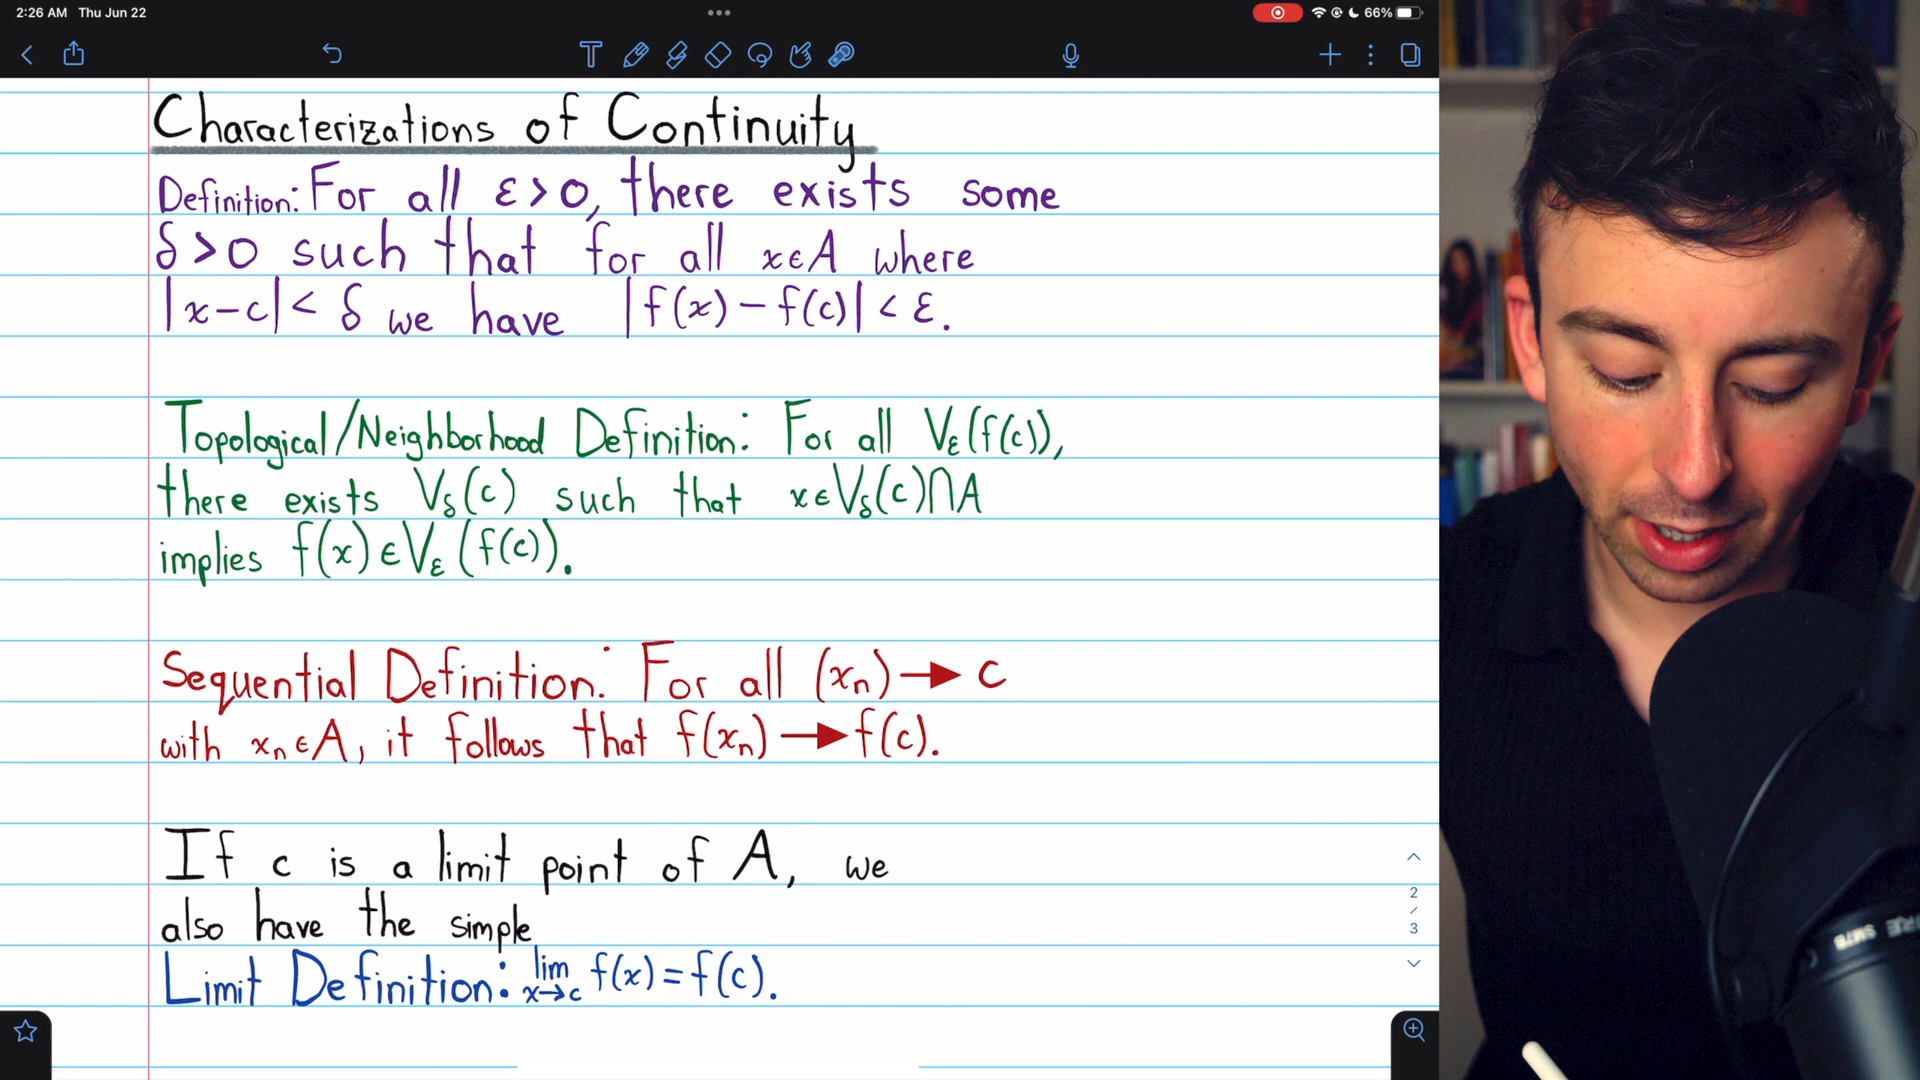 2:26 AM Thu Jun 22
66%
Characterizations of Continuity
Definition: For all ε>0, there exists some
δ>0 such that for all x∈A where
|x-c|<δ we have |f(x)-f(c)|<ε.
Topological/Neighborhood Definition: For all Vε(f(c)),
there exists Vδ(c) such that x∈Vδ(c)∩A
implies f(x)∈Vε(f(c)).
Sequential Definition: For all (xₙ)→c
with xₙ∈A, it follows that f(xₙ)→f(c).
If c is a limit point of A, we
also have the simple
Limit Definition: lim x→c f(x)=f(c).
2
/
3
SM7B